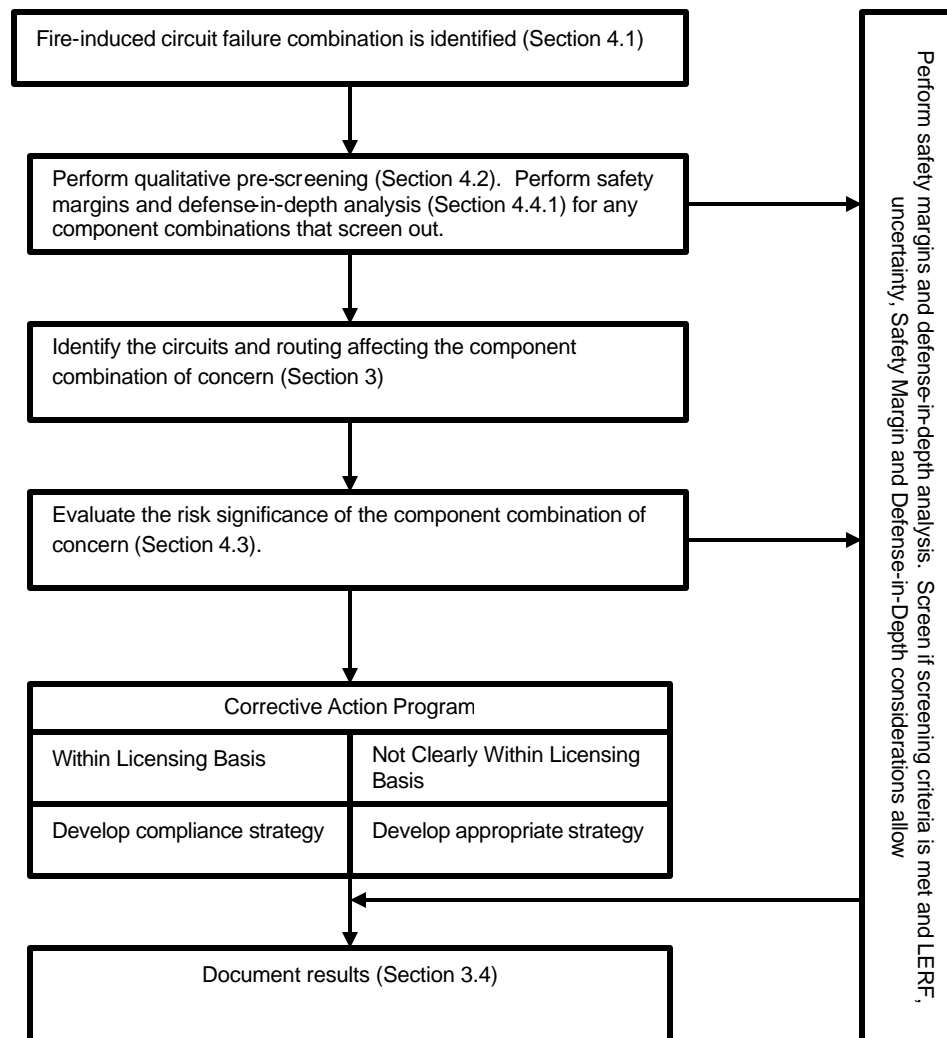 Fire-induced circuit failure combination is identified (Section 4.1)
Perform qualitative pre-screening (Section 4.2). Perform safety
margins and defense-in-depth analysis (Section 4.4.1) for any
component combinations that screen out.
Identify the circuits and routing affecting the component
combination of concern (Section 3)
Evaluate the risk significance of the component combination of
concern (Section 4.3).
Corrective Action Program
Within Licensing Basis
Not Clearly Within Licensing
Basis
Develop compliance strategy
Develop appropriate strategy
Document results (Section 3.4)
Perform safety margins and defense-in-depth analysis. Screen if screening criteria is met and LERF,
uncertainty, Safety Margin and Defense-in-Depth considerations allow